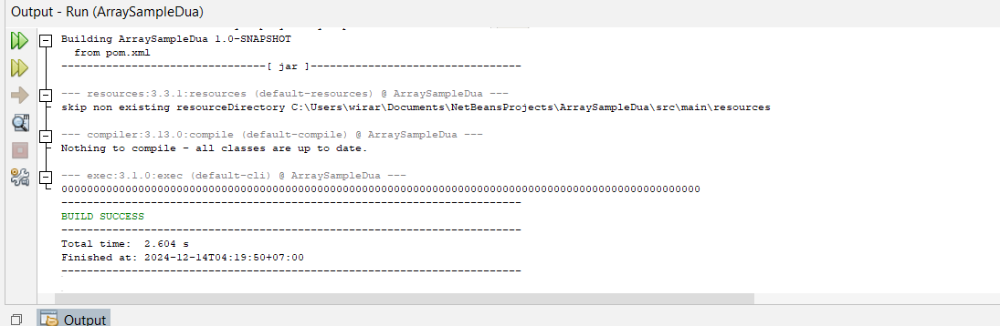 Output - Run (ArraySampleDua)
Building ArraySampleDua 1.0-SNAPSHOT
  from pom.xml
--------------------------------[ jar ]---------------------------------
--- resources:3.3.1:resources (default-resources) @ ArraySampleDua ---
skip non existing resourceDirectory C:\Users\wirar\Documents\NetBeansProjects\ArraySampleDua\src\main\resources
--- compiler:3.13.0:compile (default-compile) @ ArraySampleDua ---
Nothing to compile - all classes are up to date.
--- exec:3.1.0:exec (default-cli) @ ArraySampleDua ---
0000000000000000000000000000000000000000000000000000000000000000000000000000000000000000000000000000
------------------------------------------------------------------------
BUILD SUCCESS
------------------------------------------------------------------------
Total time:  2.604 s
Finished at: 2024-12-14T04:19:50+07:00
------------------------------------------------------------------------
Output